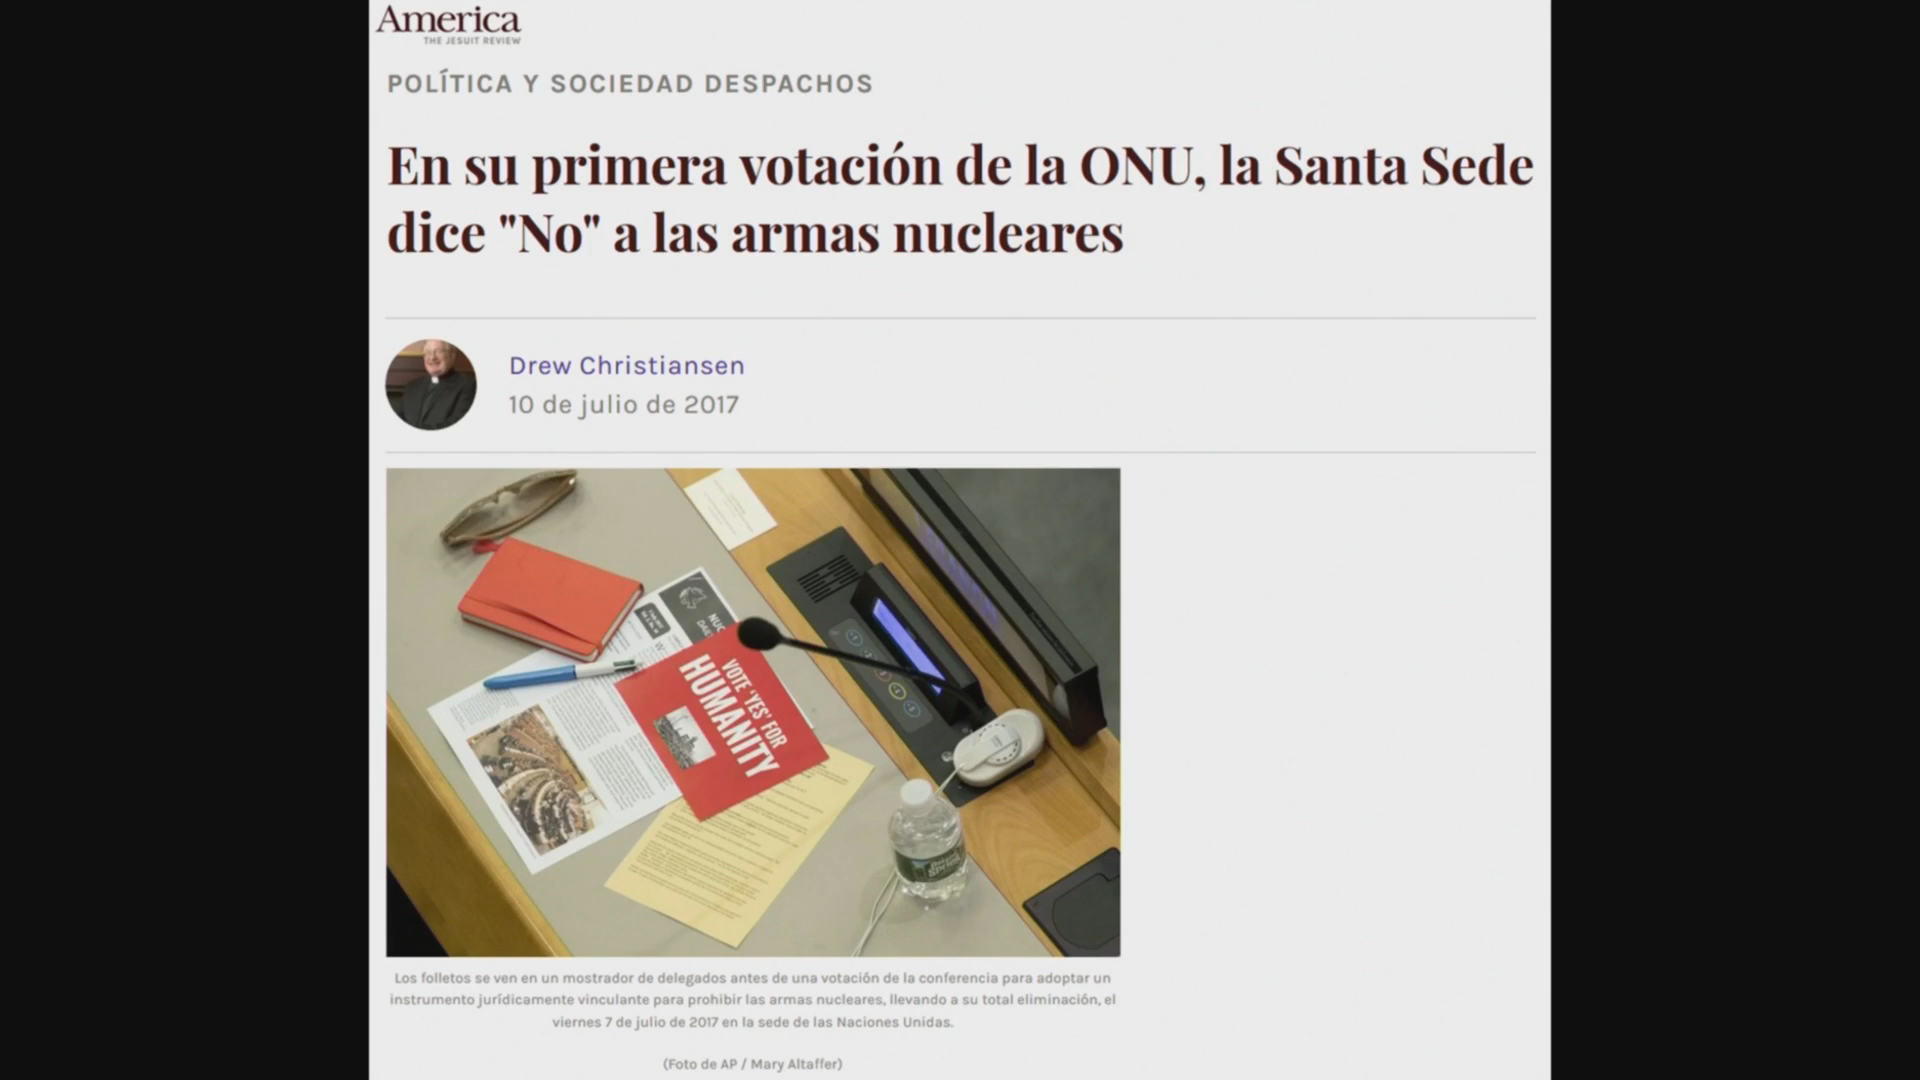 America
THE JESUIT REVIEW
POLÍTICA Y SOCIEDAD DESPACHOS
En su primera votación de la ONU, la Santa Sede
dice "No" a las armas nucleares
Drew Christiansen
10 de julio de 2017
VOTE 'YES' FOR
HUMANITY
Los folletos se ven en un mostrador de delegados antes de una votación de la conferencia para adoptar un
instrumento jurídicamente vinculante para prohibir las armas nucleares, llevando a su total eliminación, el
viernes 7 de julio de 2017 en la sede de las Naciones Unidas.
(Foto de AP / Mary Altaffer)